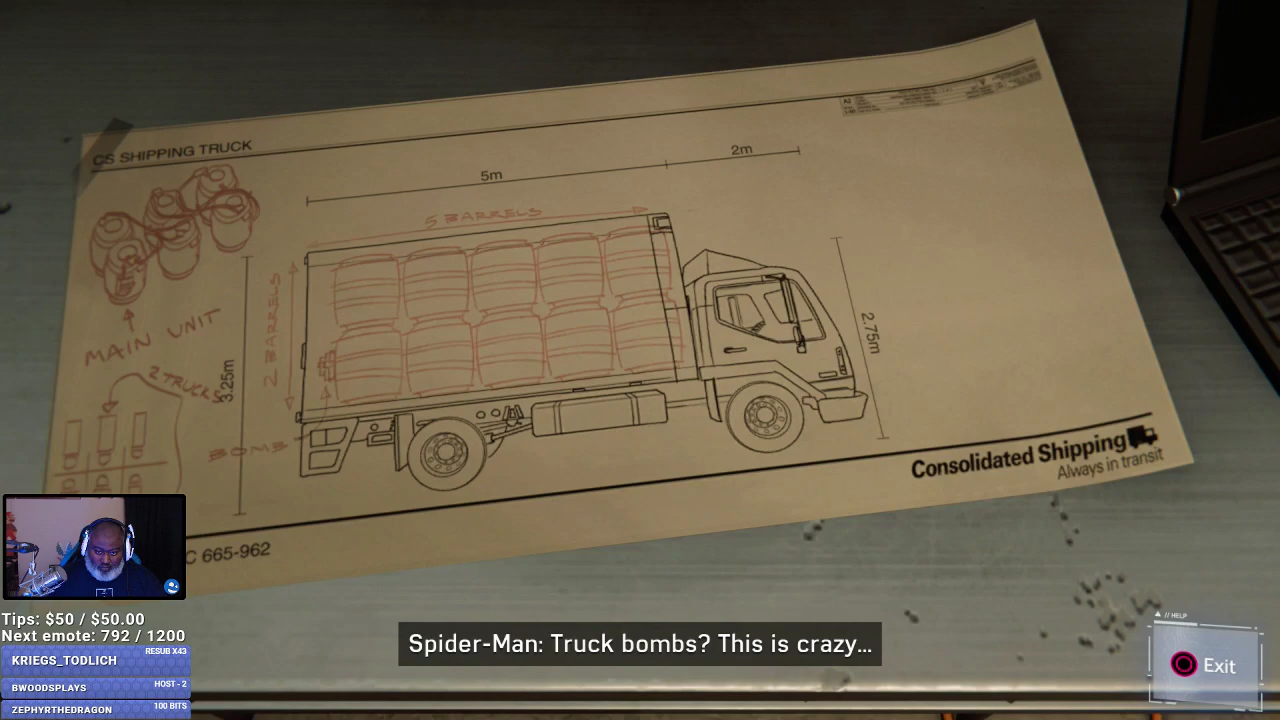 CS SHIPPING TRUCK
A2
5m
2m
5 BARRELS
2 BARRELS
3.25m
2.75m
MAIN UNIT
2 TRUCKS
BOMB
Consolidated Shipping
Always in transit
C 665-962
Tips: $50 / $50.00
Next emote: 792 / 1200
RESUB X43
KRIEGS_TODLICH
HOST - 2
BWOODSPLAYS
100 BITS
ZEPHYRTHEDRAGON
Spider-Man: Truck bombs? This is crazy...
// HELP
Exit